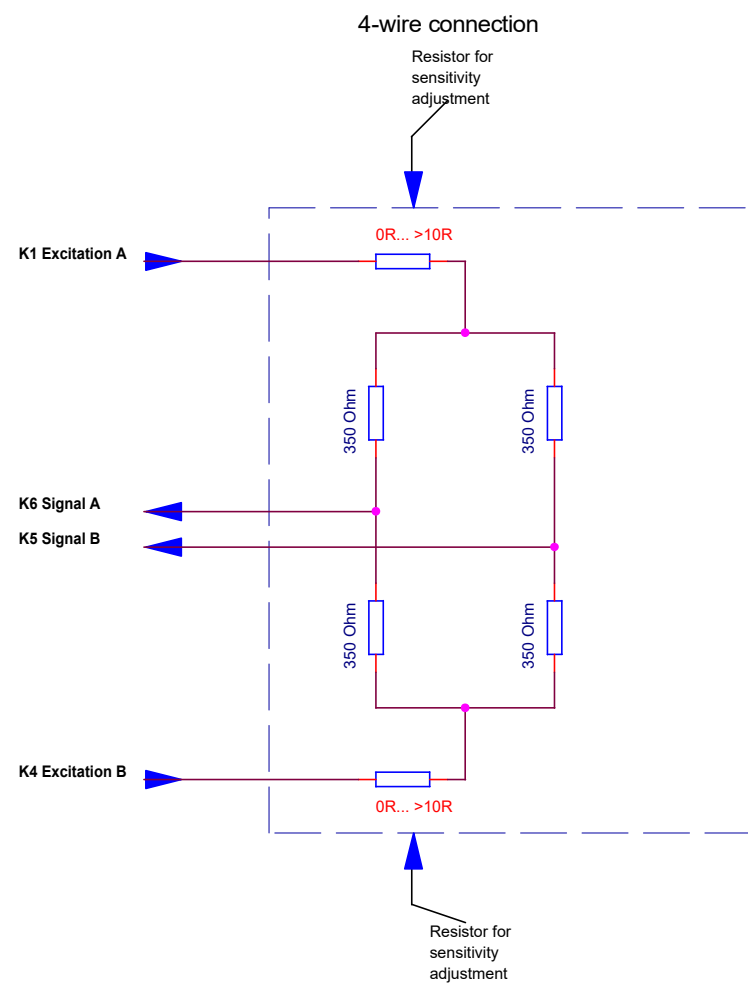 4-wire connection
Resistor for
sensitivity
adjustment
0R... >10R
K1 Excitation A
350 Ohm
350 Ohm
K6 Signal A
K5 Signal B
350 Ohm
350 Ohm
K4 Excitation B
0R... >10R
Resistor for
sensitivity
adjustment